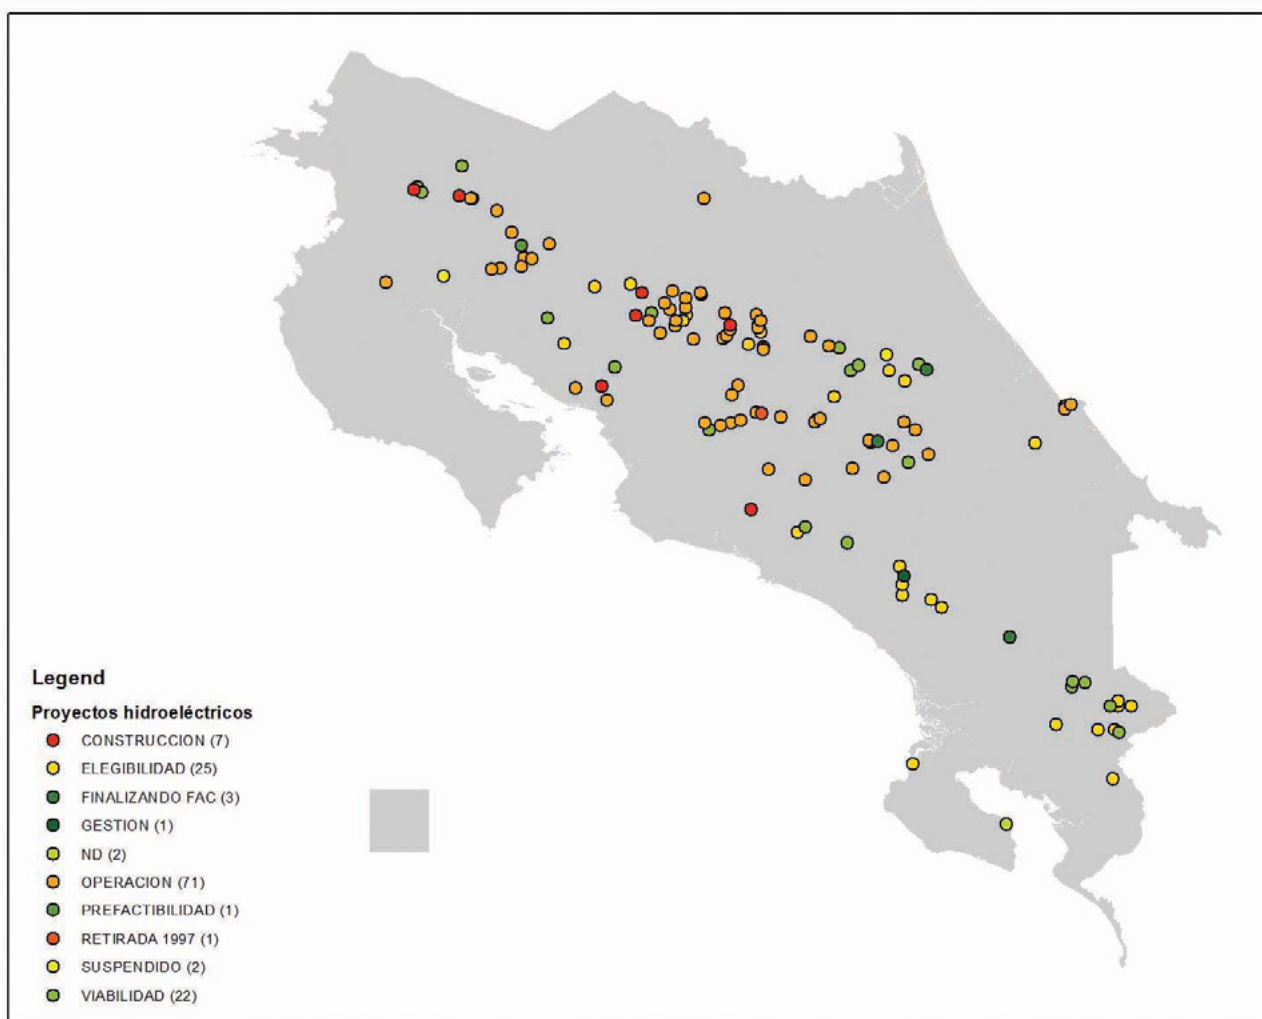 Legend
Proyectos hidroeléctricos
CONSTRUCCION (7)
ELEGIBILIDAD (25)
FINALIZANDO FAC (3)
GESTION (1)
ND (2)
OPERACION (71)
PREFACTIBILIDAD (1)
RETIRADA 1997 (1)
SUSPENDIDO (2)
VIABILIDAD (22)